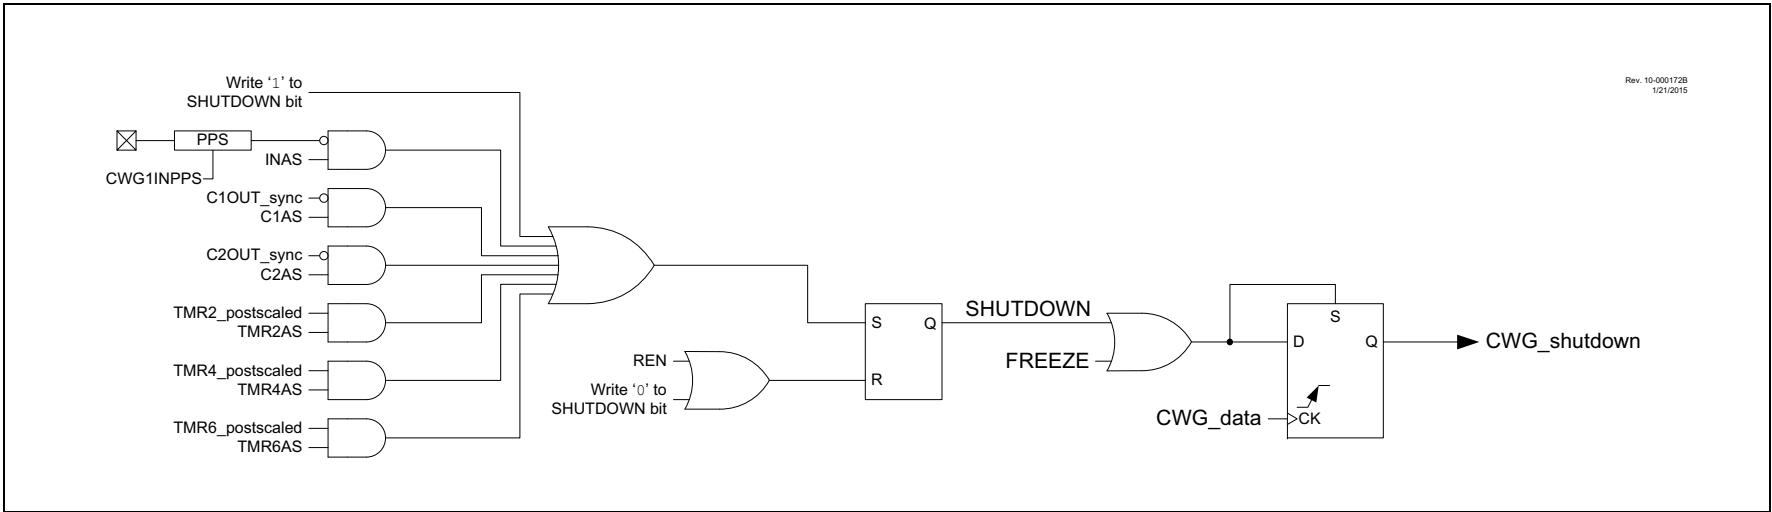 Write ‘1’ to
SHUTDOWN bit
Rev. 10-000172B
1/21/2015
PPS
INAS
CWG1INPPS
C1OUT_sync
C1AS
C2OUT_sync
C2AS
TMR2_postscaled
TMR2AS
TMR4_postscaled
TMR4AS
TMR6_postscaled
TMR6AS
REN
Write ‘0’ to
SHUTDOWN bit
S
Q
R
SHUTDOWN
FREEZE
S
D
Q
CK
CWG_data
CWG_shutdown